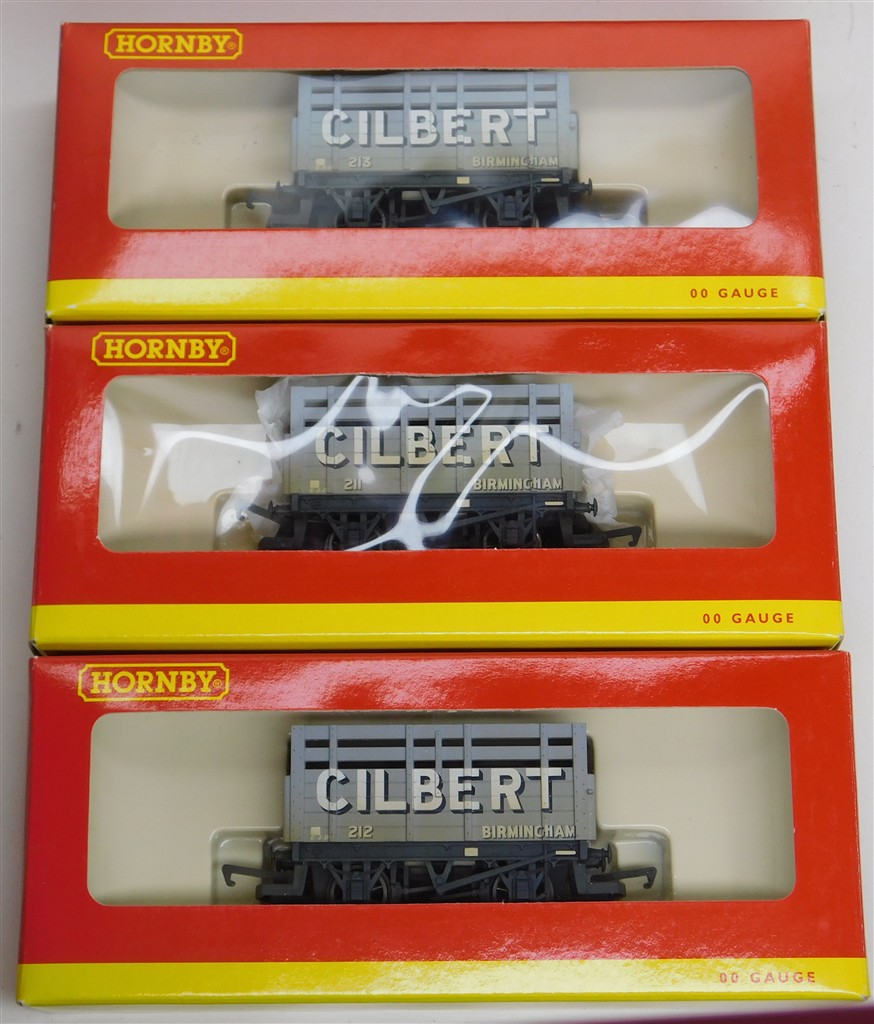 HORNBY®
CILBERT
213 BIRMINGHAM
00 GAUGE
HORNBY®
CILBERT
211 BIRMINGHAM
00 GAUGE
HORNBY®
CILBERT
212 BIRMINGHAM
00 GAUGE